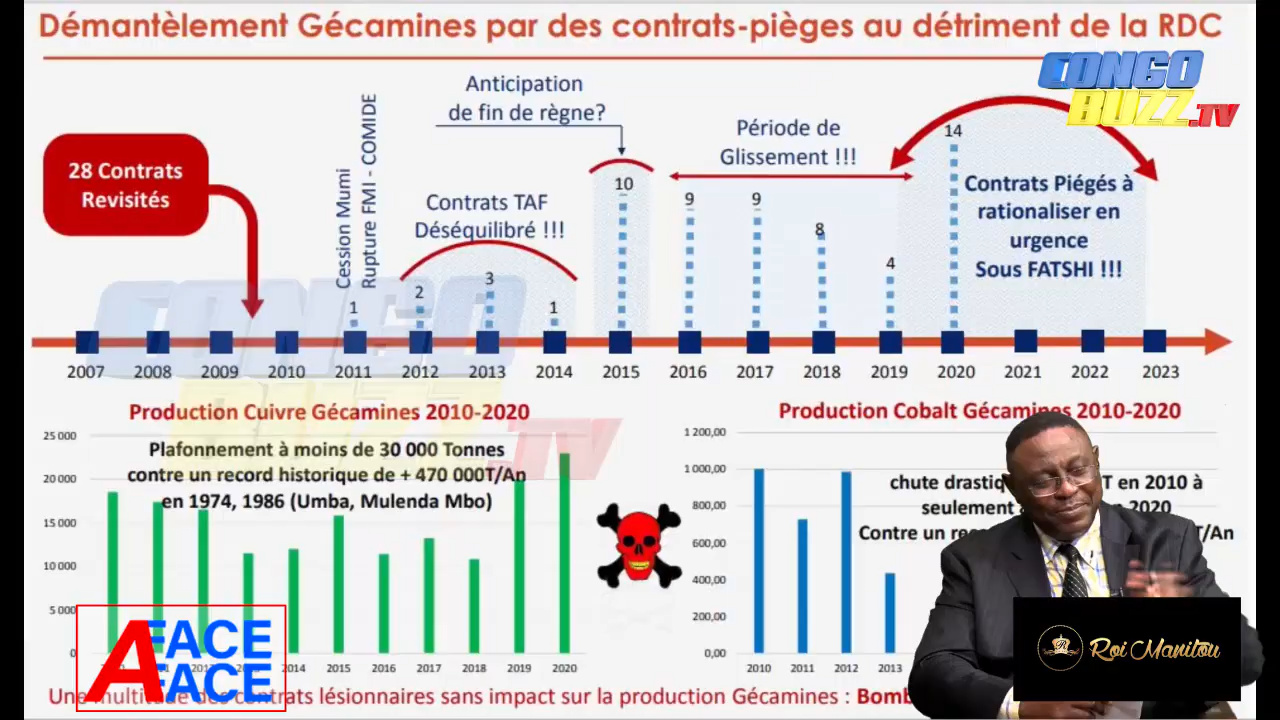 Démantèlement Gécamines par des contrats-pièges au détriment de la RDC
CONGO
BUZZ.TV
28 Contrats
Revisités
Cession Mumi
Rupture FMI - COMIDE
Contrats TAF
Déséquilibré !!!
Anticipation
de fin de règne?
Période de
Glissement !!!
Contrats Piégés à
rationaliser en
urgence
Sous FATSHI !!!
1 2 3 1 10 9 9 8 4 14
2007 2008 2009 2010 2011 2012 2013 2014 2015 2016 2017 2018 2019 2020 2021 2022 2023
CONGO
BUZZ.TV
Production Cuivre Gécamines 2010-2020
Plafonnement à moins de 30 000 Tonnes
contre un record historique de + 470 000T/An
en 1974, 1986 (Umba, Mulenda Mbo)
25 000
20 000
15 000
10 000
5 000
0
2014 2015 2016 2017 2018 2019 2020
Production Cobalt Gécamines 2010-2020
chute T en 2010 à
seulement 2020
Contre un T/An
1 200,00
1 000,00
800,00
600,00
400,00
200,00
0,00
2010 2011 2012 2013
A FACE
FACE
Roi Manitou
Une multitude des contrats lésionnaires sans impact sur la production Gécamines :